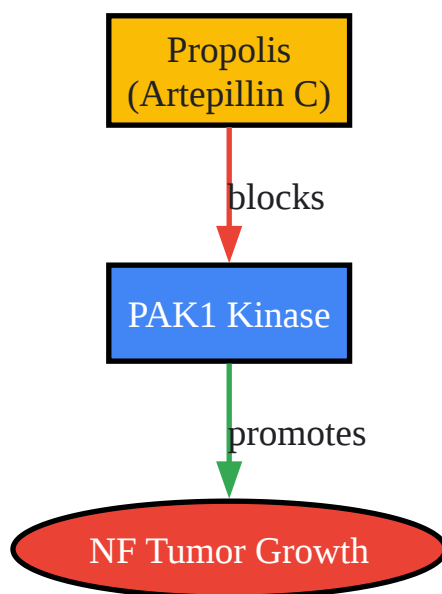 Propolis
(Artepillin C)
blocks
PAK1 Kinase
promotes
NF Tumor Growth